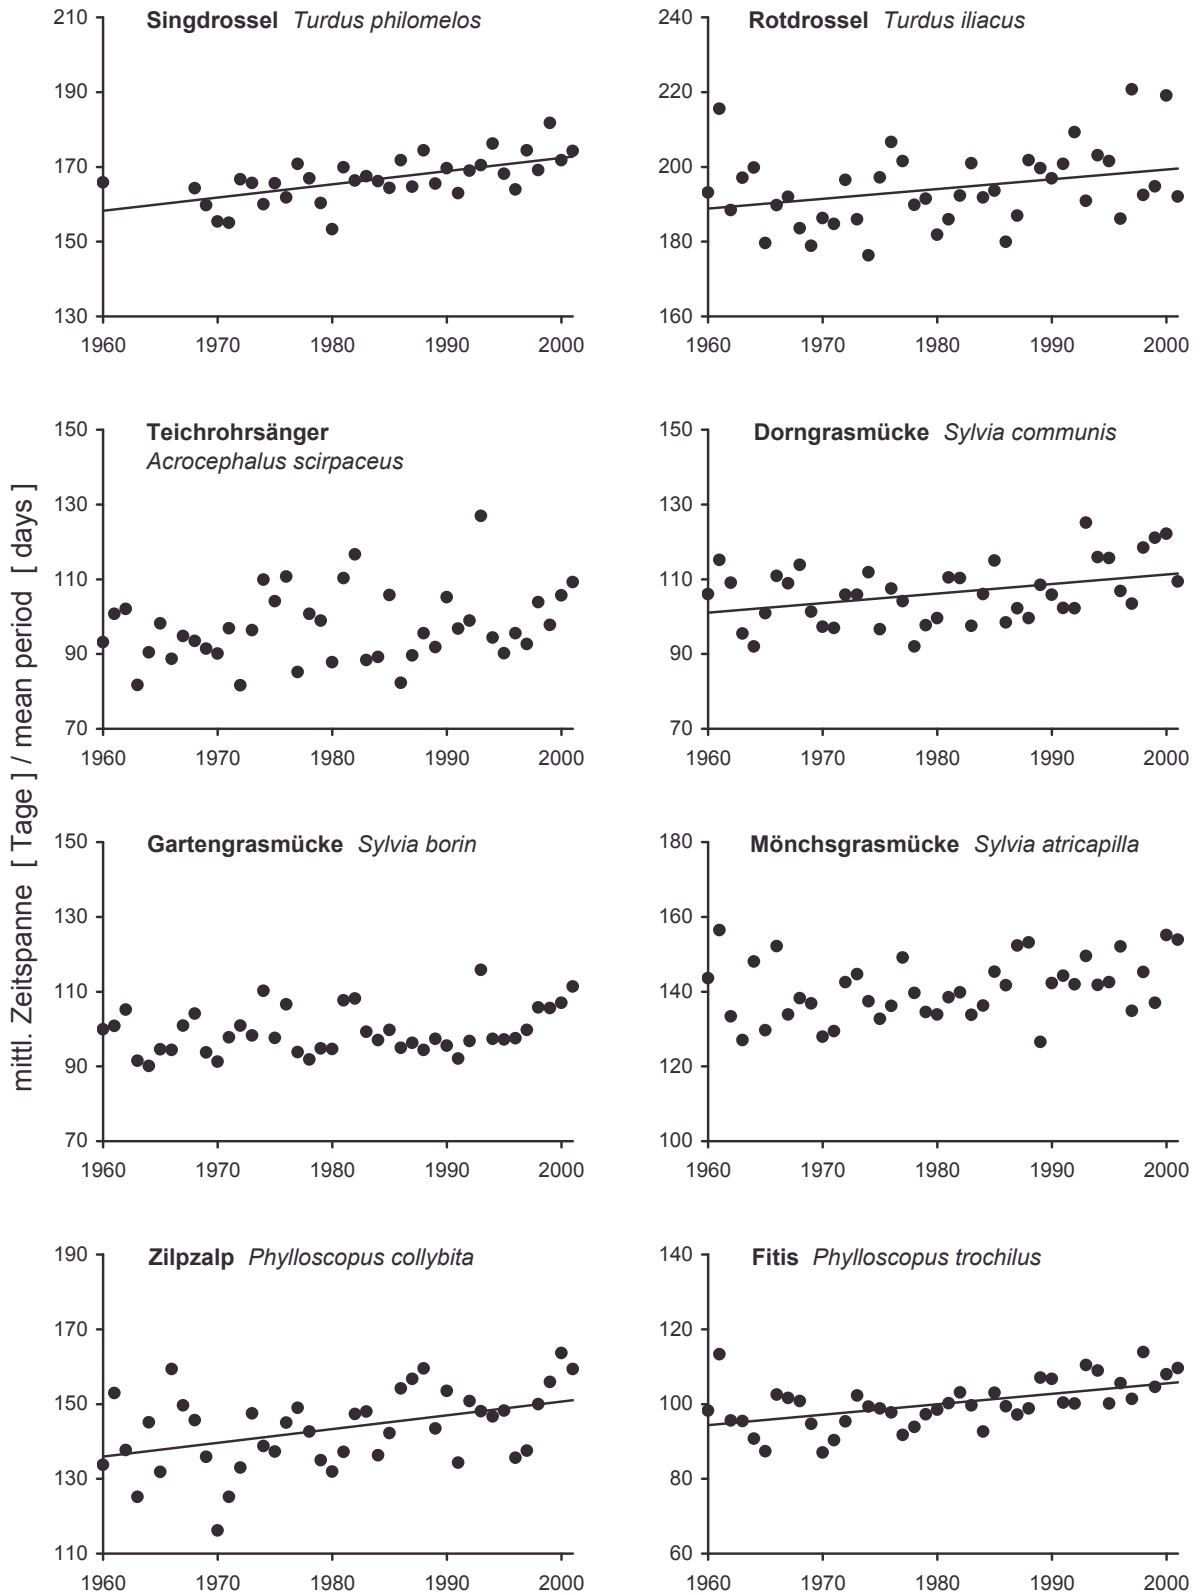 mittl. Zeitspanne [ Tage ] / mean period [ days ]
Singdrossel Turdus philomelos
210
190
170
150
130
1960 1970 1980 1990 2000
Rotdrossel Turdus iliacus
240
220
200
180
160
1960 1970 1980 1990 2000
Teichrohrsänger
Acrocephalus scirpaceus
150
130
110
90
70
1960 1970 1980 1990 2000
Dorngrasmücke Sylvia communis
150
130
110
90
70
1960 1970 1980 1990 2000
Gartengrasmücke Sylvia borin
150
130
110
90
70
1960 1970 1980 1990 2000
Mönchsgrasmücke Sylvia atricapilla
180
160
140
120
100
1960 1970 1980 1990 2000
Zilpzalp Phylloscopus collybita
190
170
150
130
110
1960 1970 1980 1990 2000
Fitis Phylloscopus trochilus
140
120
100
80
60
1960 1970 1980 1990 2000